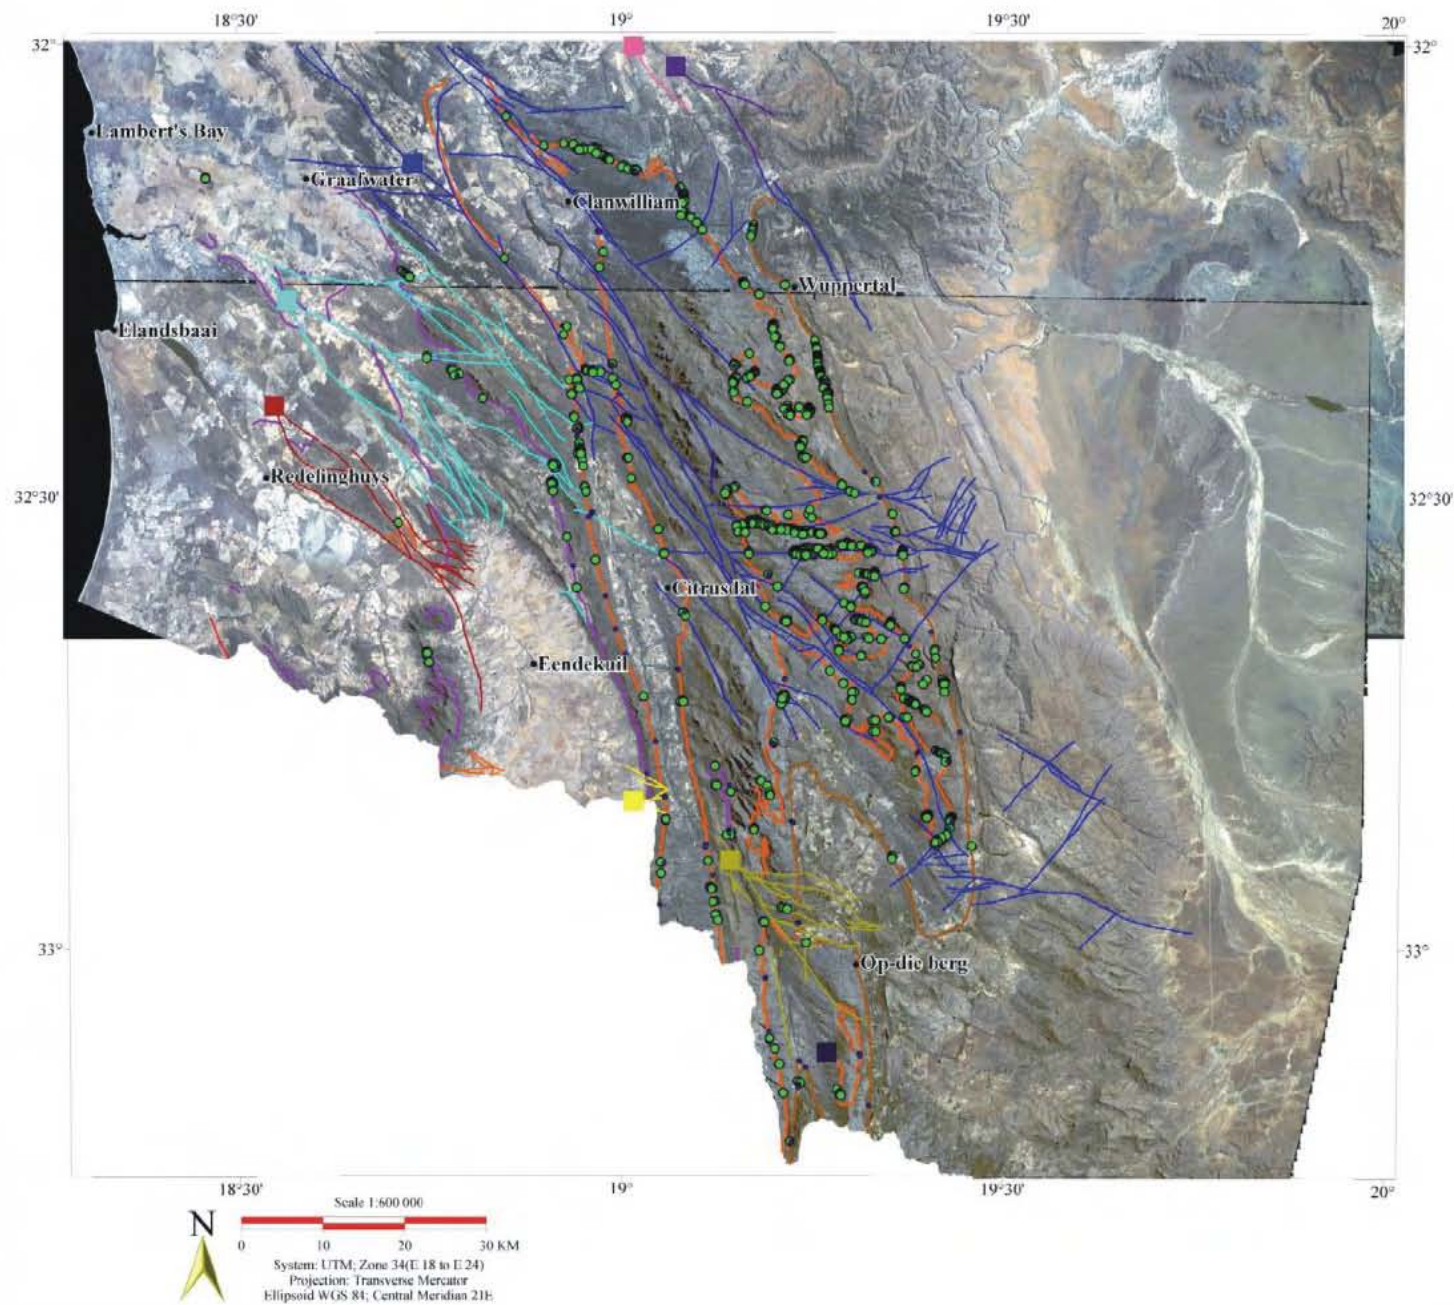 18°30'
19°
19°30'
20°
32°
32°
Lambert's Bay
Graafwater
Clanwilliam
Wuppertal
Elandsbaai
Redelinghuys
32°30'
32°30'
Citrusdal
Eendekuil
33°
33°
Op-die berg
18°30'
19°
19°30'
20°
Scale 1:600 000
N
0 10 20 30 KM
System: UTM; Zone 34(E 18 to E 24)
Projection: Transverse Mercator
Ellipsoid WGS 84; Central Meridian 21E